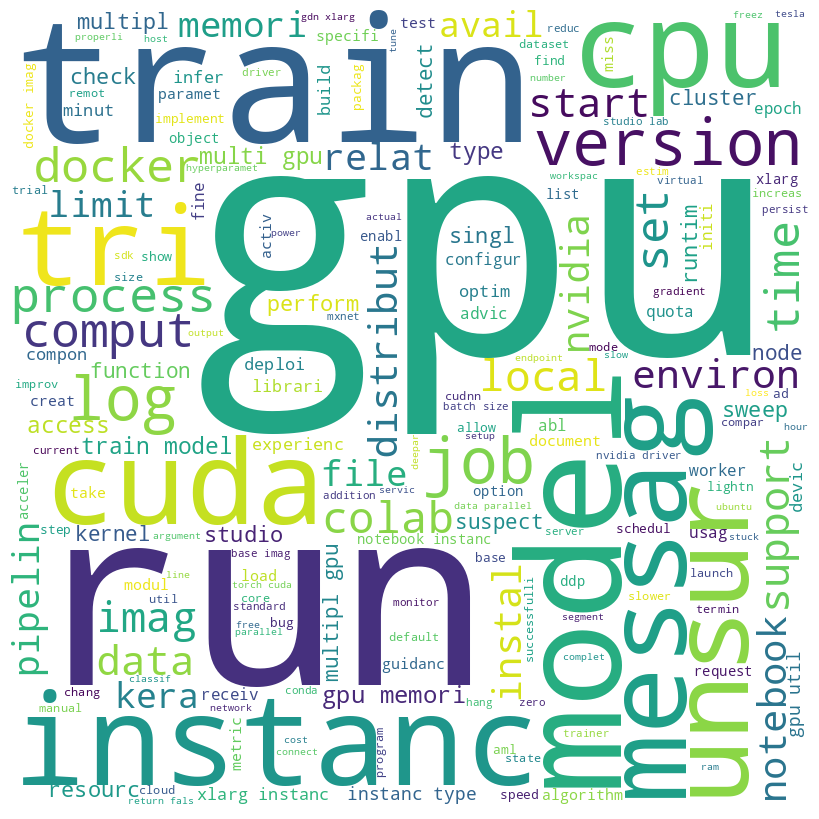 multipl
memori
gdn xlarg
test
avail
reduc
freez
tesla
properli
host
specifi
tune
cpu
dataset
number
train
check
infer
driver
build
detect
find
miss
docker imag
remot
minut
paramet
packag
start
cluster
implement
object
version
studio lab
epoch
docker
multi gpu
relat
type
hyperparamet
workspac
estim
virtual
xlarg
trial
limit
fine
gpu
actual
list
increas
persist
tri
activ
power
enabl
singl
nvidia
set
runtim
initi
time
sdk
show
configur
size
process
perform
optim
gradient
mxnet
advic
quota
comput
output
distribut
mode
slow
node
compon
function
deploi
endpoint
local
environ
improv
log
librari
cudnn
creat
batch size
loss
ad
access
abl
sweep
allow
compar
hour
current
train model
experienc
deepar
setup
document
cuda
file
job
model
messag
nvidia driver
worker
acceler
take
addition
servic
option
lightn
devic
colab
data parallel
unsur
support
ubuntu
step
argument
suspect
server
schedul
usag
stuck
kernel
studio
notebook instanc
base
pipelin
run
base imag
instal
successfulli
launch
modul
line
load
torch cuda
ddp
slower
termin
util
core
imag
standard
monitor
free
bug
multipl gpu
parallel
default
segment
notebook
data
guidanc
complet
request
gpu util
classif
chang
kera
receiv
conda
gpu memori
hang
zero
manual
network
instanc
metric
cost
connect
program
trainer
aml
state
ram
resourc
cloud
return fals
xlarg instanc
instanc type
speed
algorithm